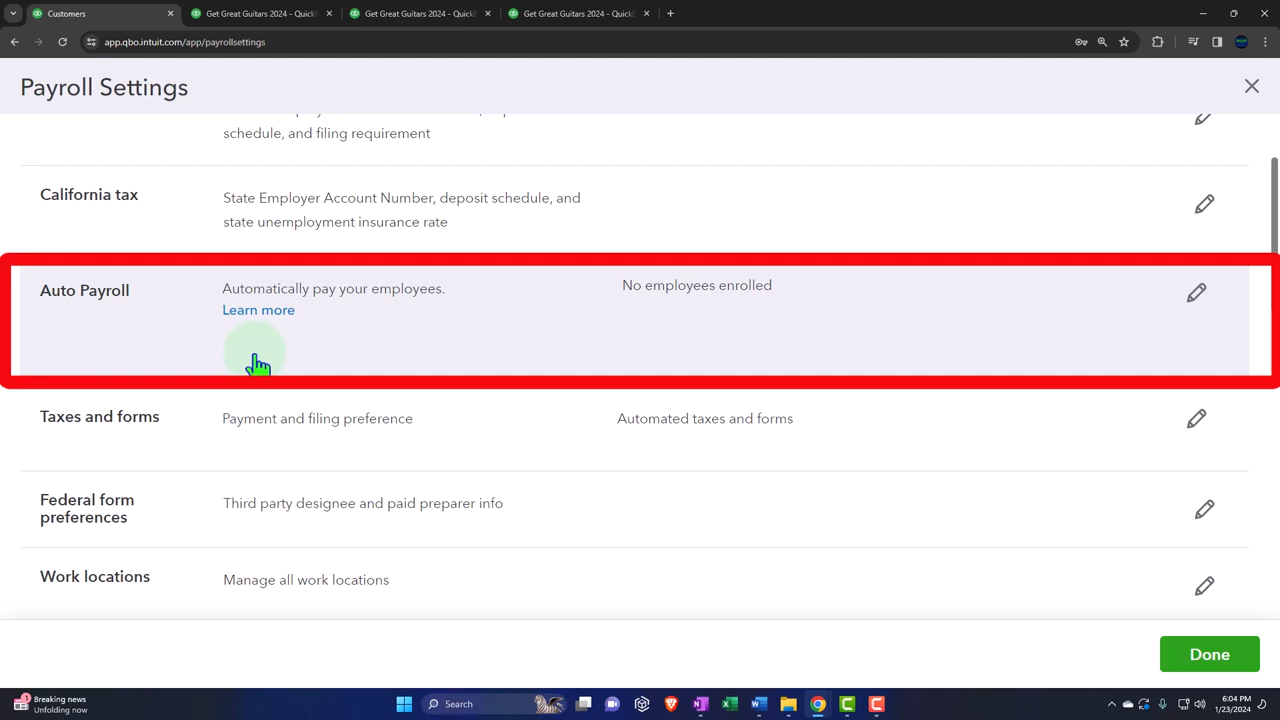 Customers
Get Great Guitars 2024 - Quick
Get Great Guitars 2024 - Quick
Get Great Guitars 2024 - Quick
app.qbo.intuit.com/app/payrollsettings
Payroll Settings
schedule, and filing requirement
California tax
State Employer Account Number, deposit schedule, and
state unemployment insurance rate
Auto Payroll
Automatically pay your employees.
No employees enrolled
Learn more
Taxes and forms
Payment and filing preference
Automated taxes and forms
Federal form
preferences
Third party designee and paid preparer info
Work locations
Manage all work locations
Done
1
Breaking news
Unfolding now
Search
6:04 PM
1/23/2024